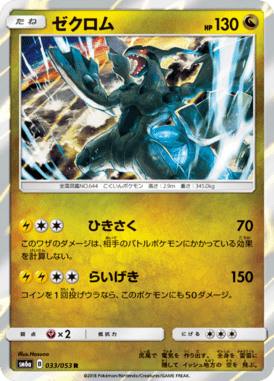 たね ゼクロム HP 130
全国図鑑NO.644 こくいんポケモン 高さ:2.9m 重さ:345.0kg
ひきさく 70
このワザのダメージは、相手のバトルポケモンにかかっている効果
を計算しない。
らいげき 150
コインを1回投げウラなら、このポケモンにも50ダメージ。
弱点 ×2 抵抗力 にげる
Illus. Hasuno
sm6a 033/053 R
©2018 Pokémon/Nintendo/Creatures/GAME FREAK.